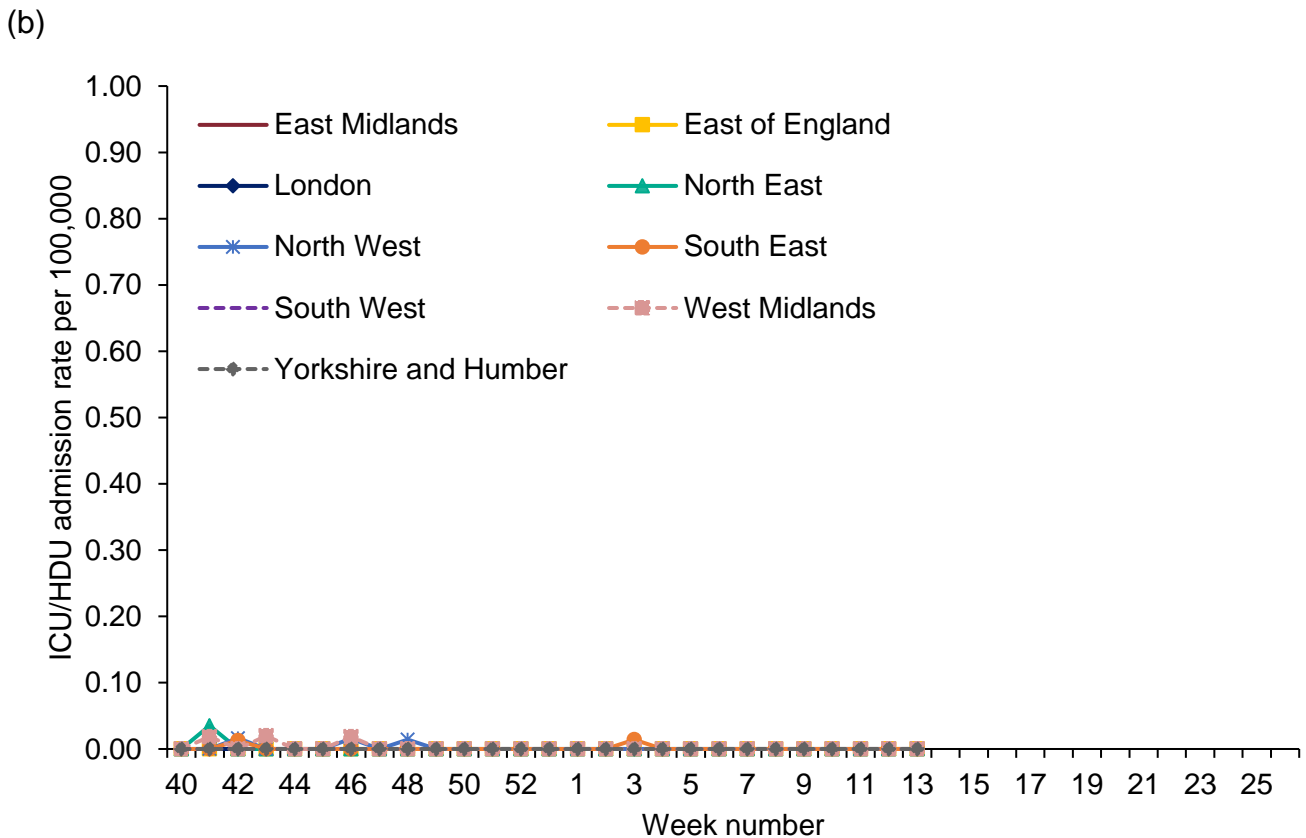 (b)
ICU/HDU admission rate per 100,000
1.00
0.90
0.80
0.70
0.60
0.50
0.40
0.30
0.20
0.10
0.00
East Midlands
East of England
London
North East
North West
South East
South West
West Midlands
Yorkshire and Humber
40 42 44 46 48 50 52 1 3 5 7 9 11 13 15 17 19 21 23 25
Week number